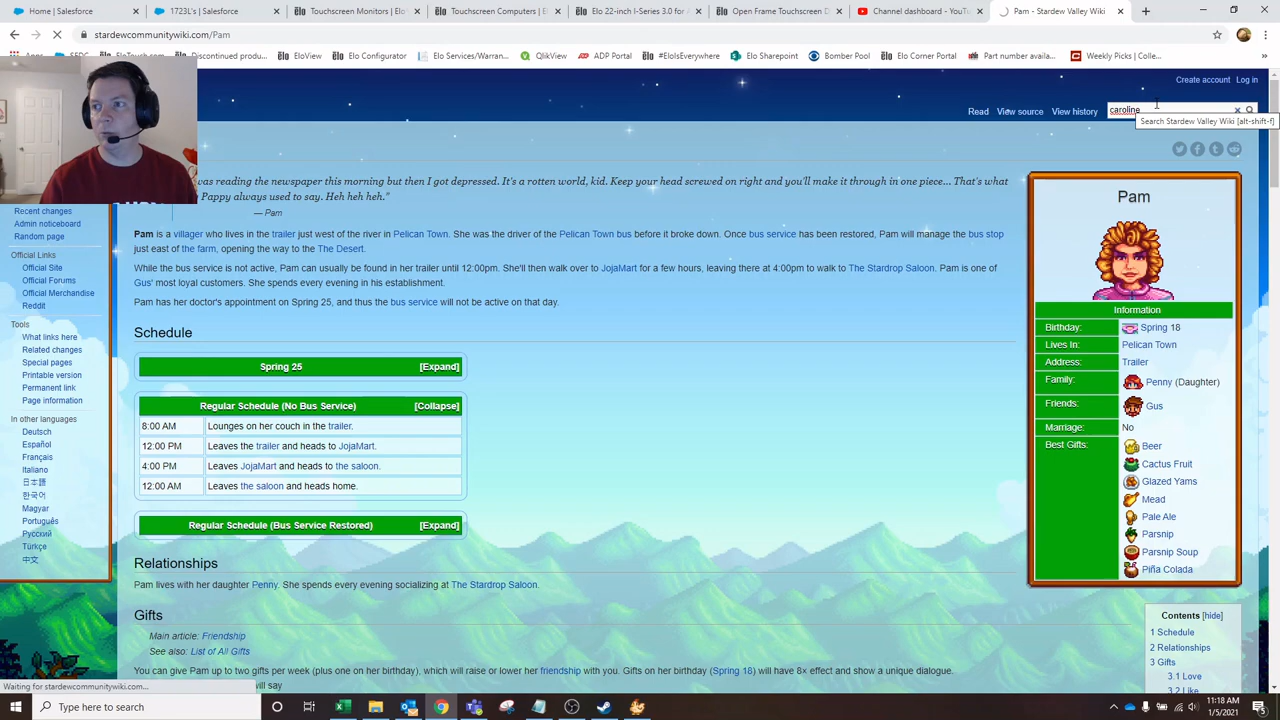 1723L's | Salesforce
Touchscreen Monitors | Elo
Touchscreen Computers | E
Elo 22-inch I-Series 3.0 for A
Open Frame Touchscreen D
Channel dashboard - YouTu
Pam - Stardew Valley Wiki
stardewcommunitywiki.com/Pam
Apps
SFDC
Discontinued produ...
EloView
Elo Configurator
Elo Services/Warran...
QlikView
ADP Portal
#EloIsEverywhere
Elo Sharepoint
Bomber Pool
Elo Corner Portal
Part number availa...
Weekly Picks | Colle...
Create account Log in
Read View source View history caroline
Search Stardew Valley Wiki [alt-shift-f]
was reading the newspaper this morning but then I got depressed. It's a rotten world, kid. Keep your head screwed on right and you'll make it through in one piece... That's what
Pappy always used to say. Heh heh heh."
— Pam
Pam is a villager who lives in the trailer just west of the river in Pelican Town. She was the driver of the Pelican Town bus before it broke down. Once bus service has been restored, Pam will manage the bus stop
just east of the farm, opening the way to the The Desert.
While the bus service is not active, Pam can usually be found in her trailer until 12:00pm. She'll then walk over to JojaMart for a few hours, leaving there at 4:00pm to walk to The Stardrop Saloon. Pam is one of
Gus' most loyal customers. She spends every evening in his establishment.
Pam has her doctor's appointment on Spring 25, and thus the bus service will not be active on that day.
Schedule
Spring 25 [Expand]
Regular Schedule (No Bus Service) [Collapse]
8:00 AM Lounges on her couch in the trailer.
12:00 PM Leaves the trailer and heads to JojaMart.
4:00 PM Leaves JojaMart and heads to the saloon.
12:00 AM Leaves the saloon and heads home.
Regular Schedule (Bus Service Restored) [Expand]
Relationships
Pam lives with her daughter Penny. She spends every evening socializing at The Stardrop Saloon.
Gifts
Main article: Friendship
See also: List of All Gifts
You can give Pam up to two gifts per week (plus one on her birthday), which will raise or lower her friendship with you. Gifts on her birthday (Spring 18) will have 8× effect and show a unique dialogue.
will say
Recent changes
Admin noticeboard
Random page
Official Links
Official Site
Official Forums
Official Merchandise
Reddit
Tools
What links here
Related changes
Special pages
Printable version
Permanent link
Page information
In other languages
Deutsch
Español
Français
Italiano
日本語
한국어
Magyar
Português
Русский
Türkçe
中文
Pam
Information
Birthday: Spring 18
Lives In: Pelican Town
Address: Trailer
Family: Penny (Daughter)
Friends: Gus
Marriage: No
Best Gifts: Beer
Cactus Fruit
Glazed Yams
Mead
Pale Ale
Parsnip
Parsnip Soup
Piña Colada
Contents [hide]
1 Schedule
2 Relationships
3 Gifts
3.1 Love
3.2 Like
Waiting for stardewcommunitywiki.com...
Type here to search
11:18 AM
1/5/2021